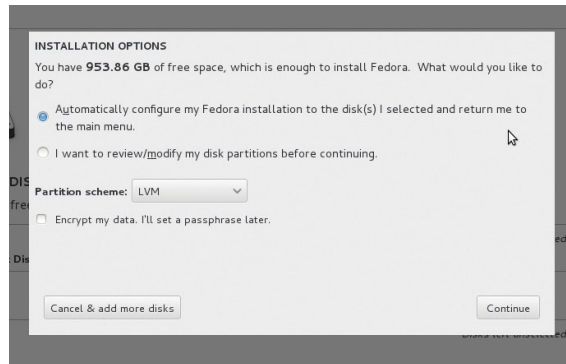 INSTALLATION OPTIONS
You have 953.86 GB of free space, which is enough to install Fedora. What would you like to
do?
Automatically configure my Fedora installation to the disk(s) I selected and return me to
the main menu.
I want to review/modify my disk partitions before continuing.
DIS
Partition scheme: LVM
free
Encrypt my data. I'll set a passphrase later.
Dis
Cancel & add more disks
Continue